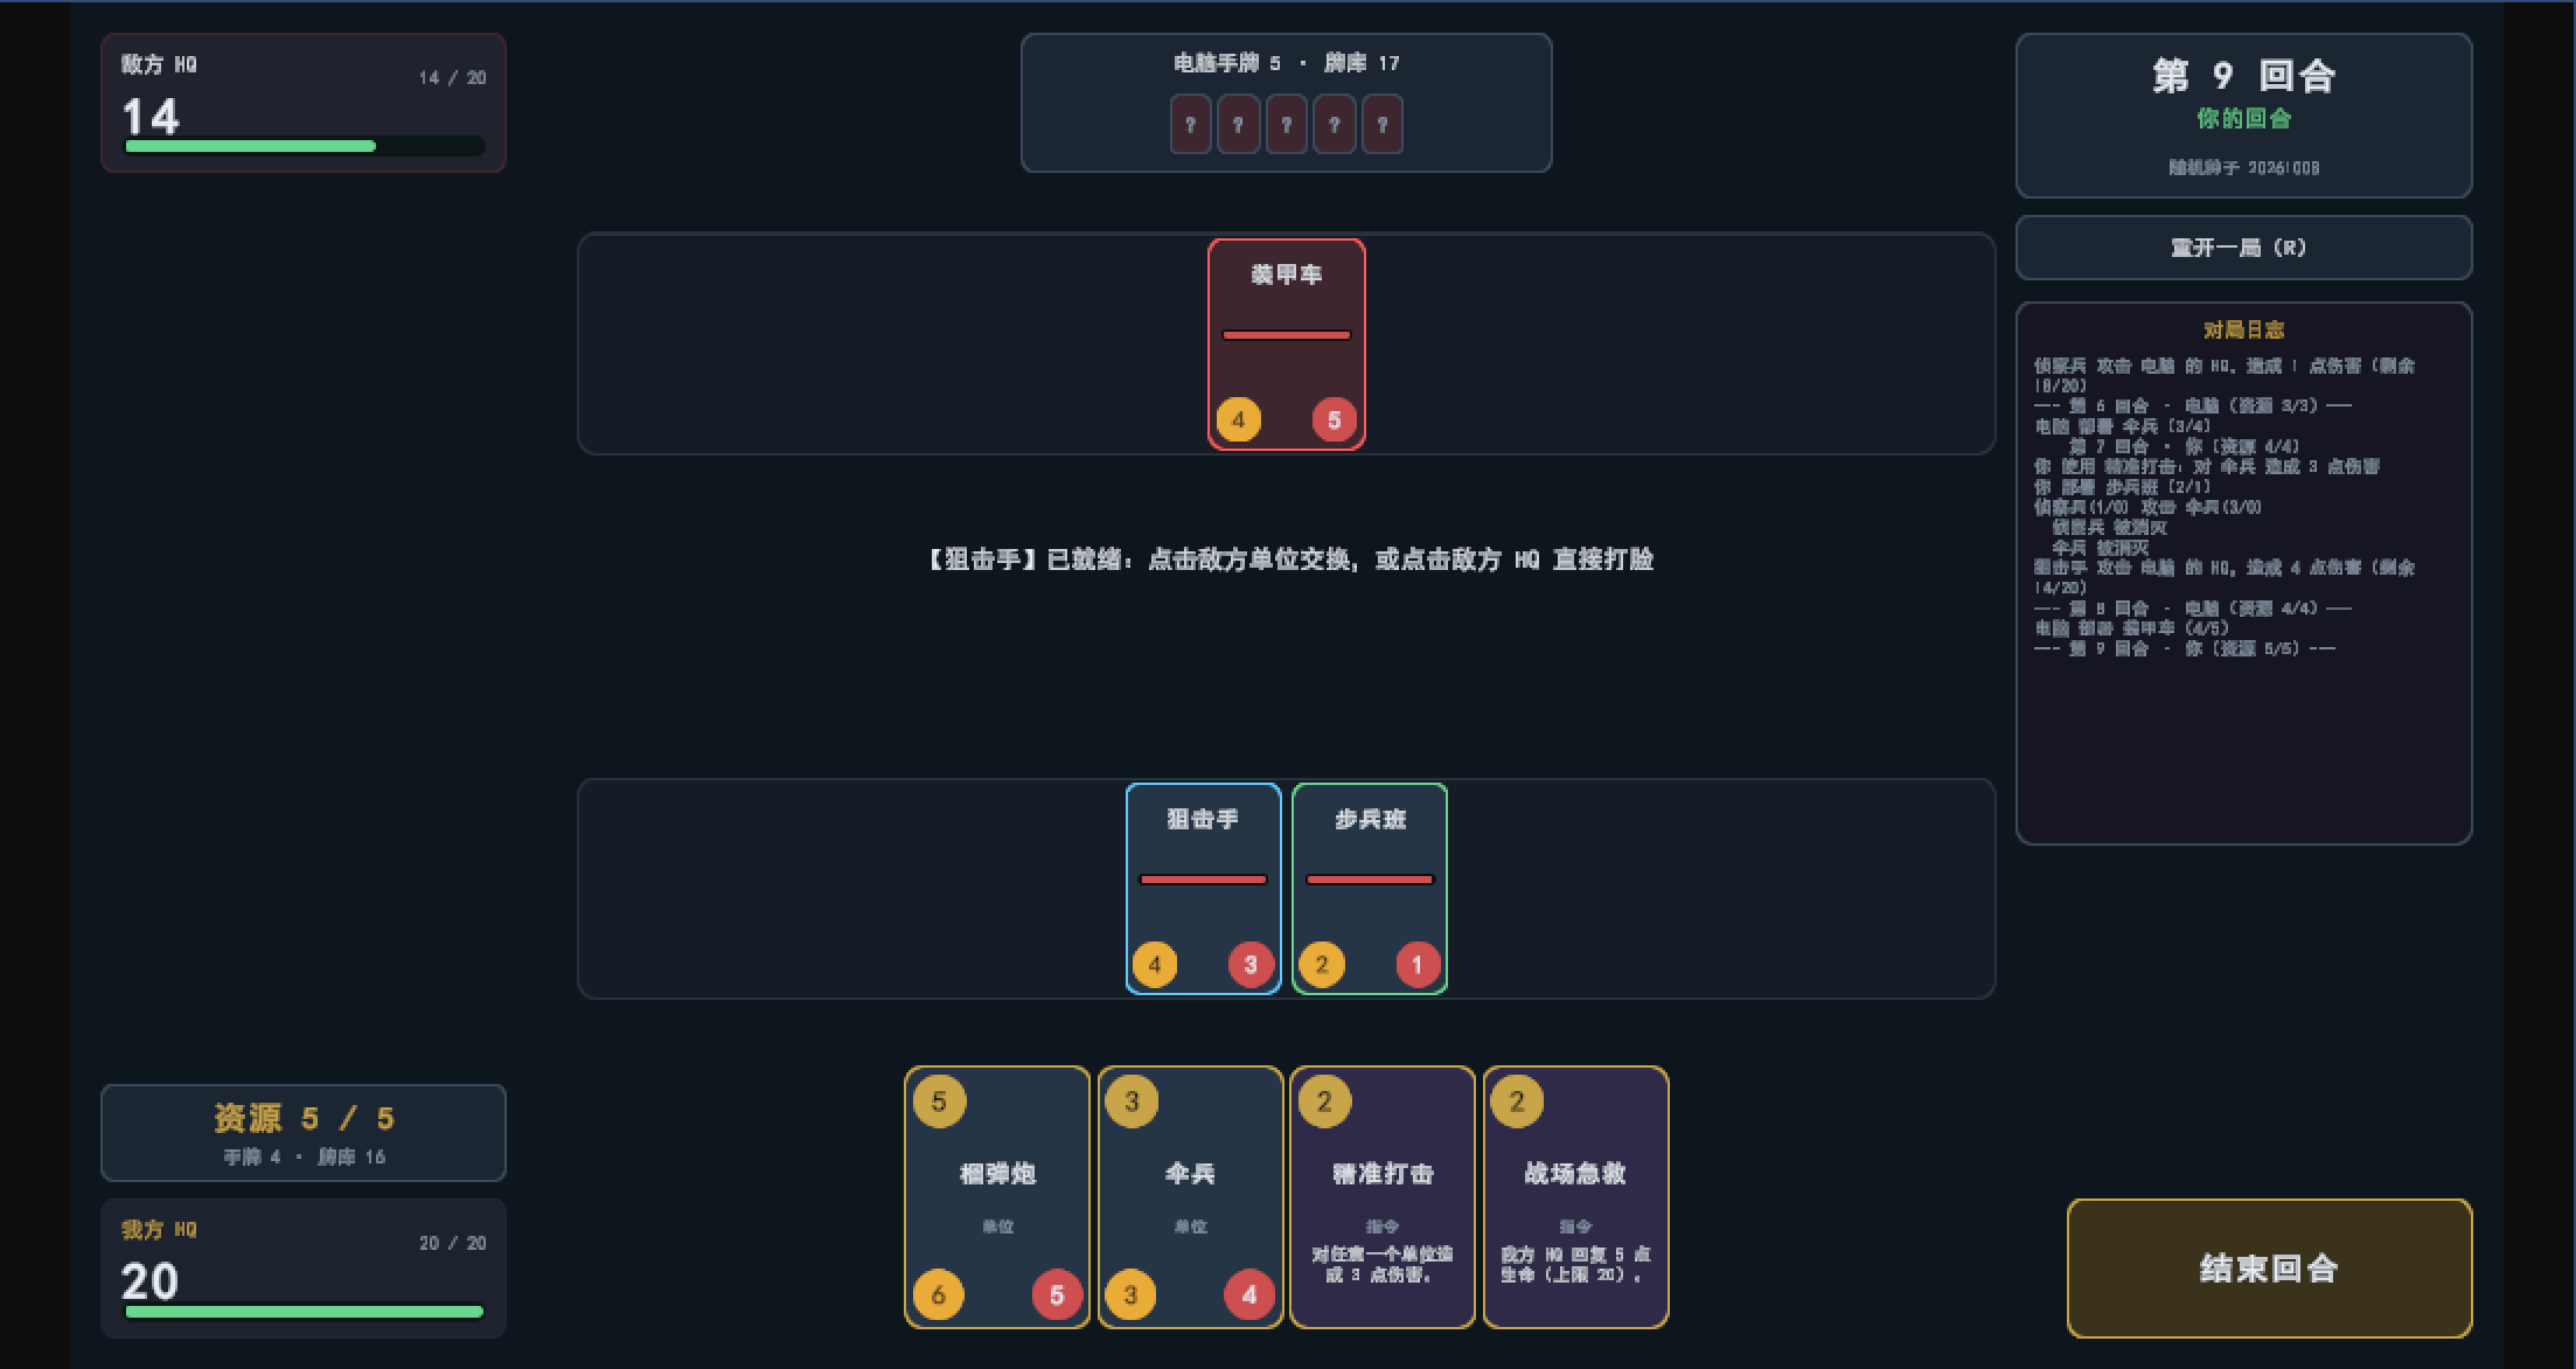 敌方 HQ
14 / 20
14
电脑手牌 5 · 牌库 17
? ? ? ? ?
第 9 回合
你的回合
随机种子 20261008
重开一局 (R)
装甲车
4 5
对局日志
侦察兵 攻击 电脑 的 HQ，造成 1 点伤害（剩余
18/20)
—— 第 6 回合 - 电脑（资源 3/3）——
电脑 部署 伞兵 (3/4)
第 7 回合 - 你（资源 4/4）
你 使用 精准打击：对 伞兵 造成 3 点伤害
你 部署 步兵班 (2/1)
侦察兵(1/0) 攻击 伞兵(3/0)
侦察兵 被消灭
伞兵 被消灭
狙击手 攻击 电脑 的 HQ，造成 4 点伤害（剩余
14/20)
—— 第 8 回合 - 电脑（资源 4/4）——
电脑 部署 装甲车 (4/5)
—— 第 9 回合 - 你（资源 5/5）——
【狙击手】已就绪：点击敌方单位交换，或点击敌方 HQ 直接打脸
狙击手
4 3
步兵班
2 1
资源 5 / 5
手牌 4 · 牌库 16
我方 HQ
20 / 20
20
5
榴弹炮
单位
6 5
3
伞兵
单位
3 4
2
精准打击
指令
对任意一个单位造
成 3 点伤害。
2
战场急救
指令
我方 HQ 回复 5 点
生命（上限 20）。
结束回合